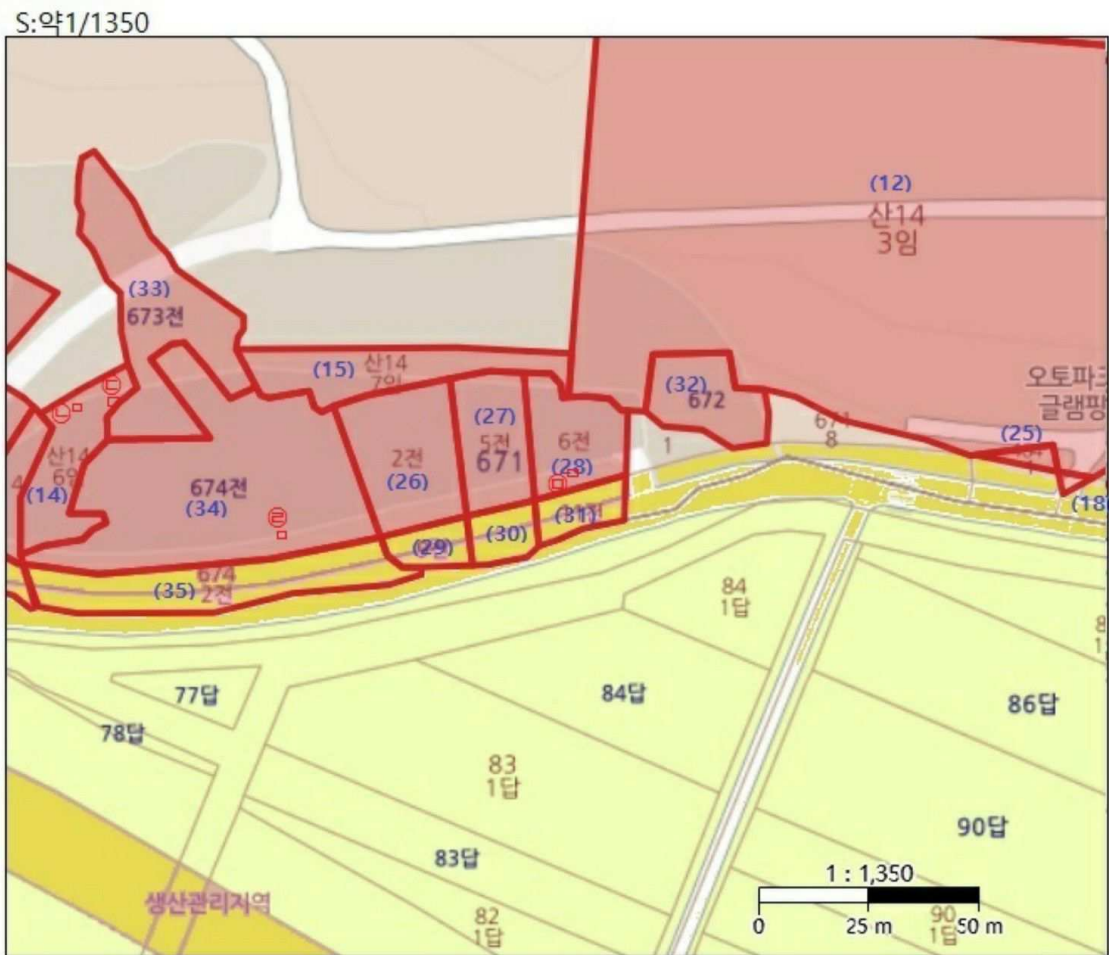 S:약1/1350
(12)
산14
3임
(33)
673전
(15)
산14
7임
(32)
672
오토파크
글램핑
(27)
5전
671
6전
(28)
2전
(26)
671
8
(25)
1
산14
6임
4
(14)
㉢
㉡
674전
(34)
㉣
㉠
(18
(31)
(30)
(29)
674
2전
(35)
84
1답
77답
84답
86답
78답
83
1답
90답
83답
생산관리지역
82
1답
90
1답
1 : 1,350
0
25 m
50 m